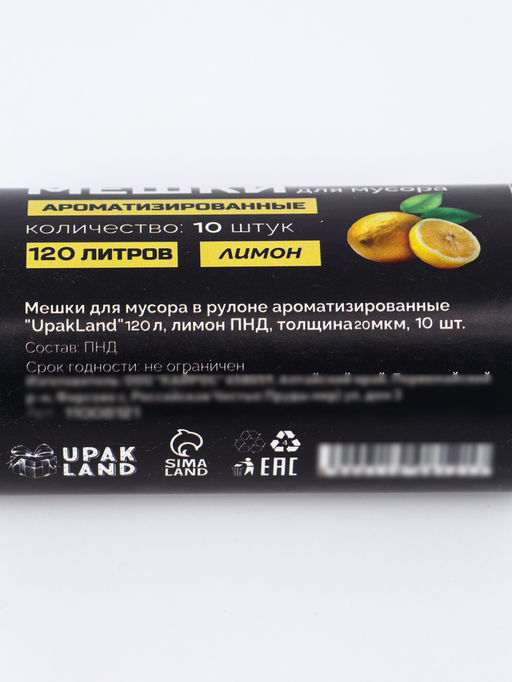 МЕШКИ для мусора
АРОМАТИЗИРОВАННЫЕ
количество: 10 штук
120 ЛИТРОВ ЛИМОН
Мешки для мусора в рулоне ароматизированные
"UpakLand"120 л, лимон ПНД, толщина20мкм, 10 шт.
Состав: ПНД
Срок годности: не ограничен
UPAK
LAND
SIMA
LAND
4
EAC